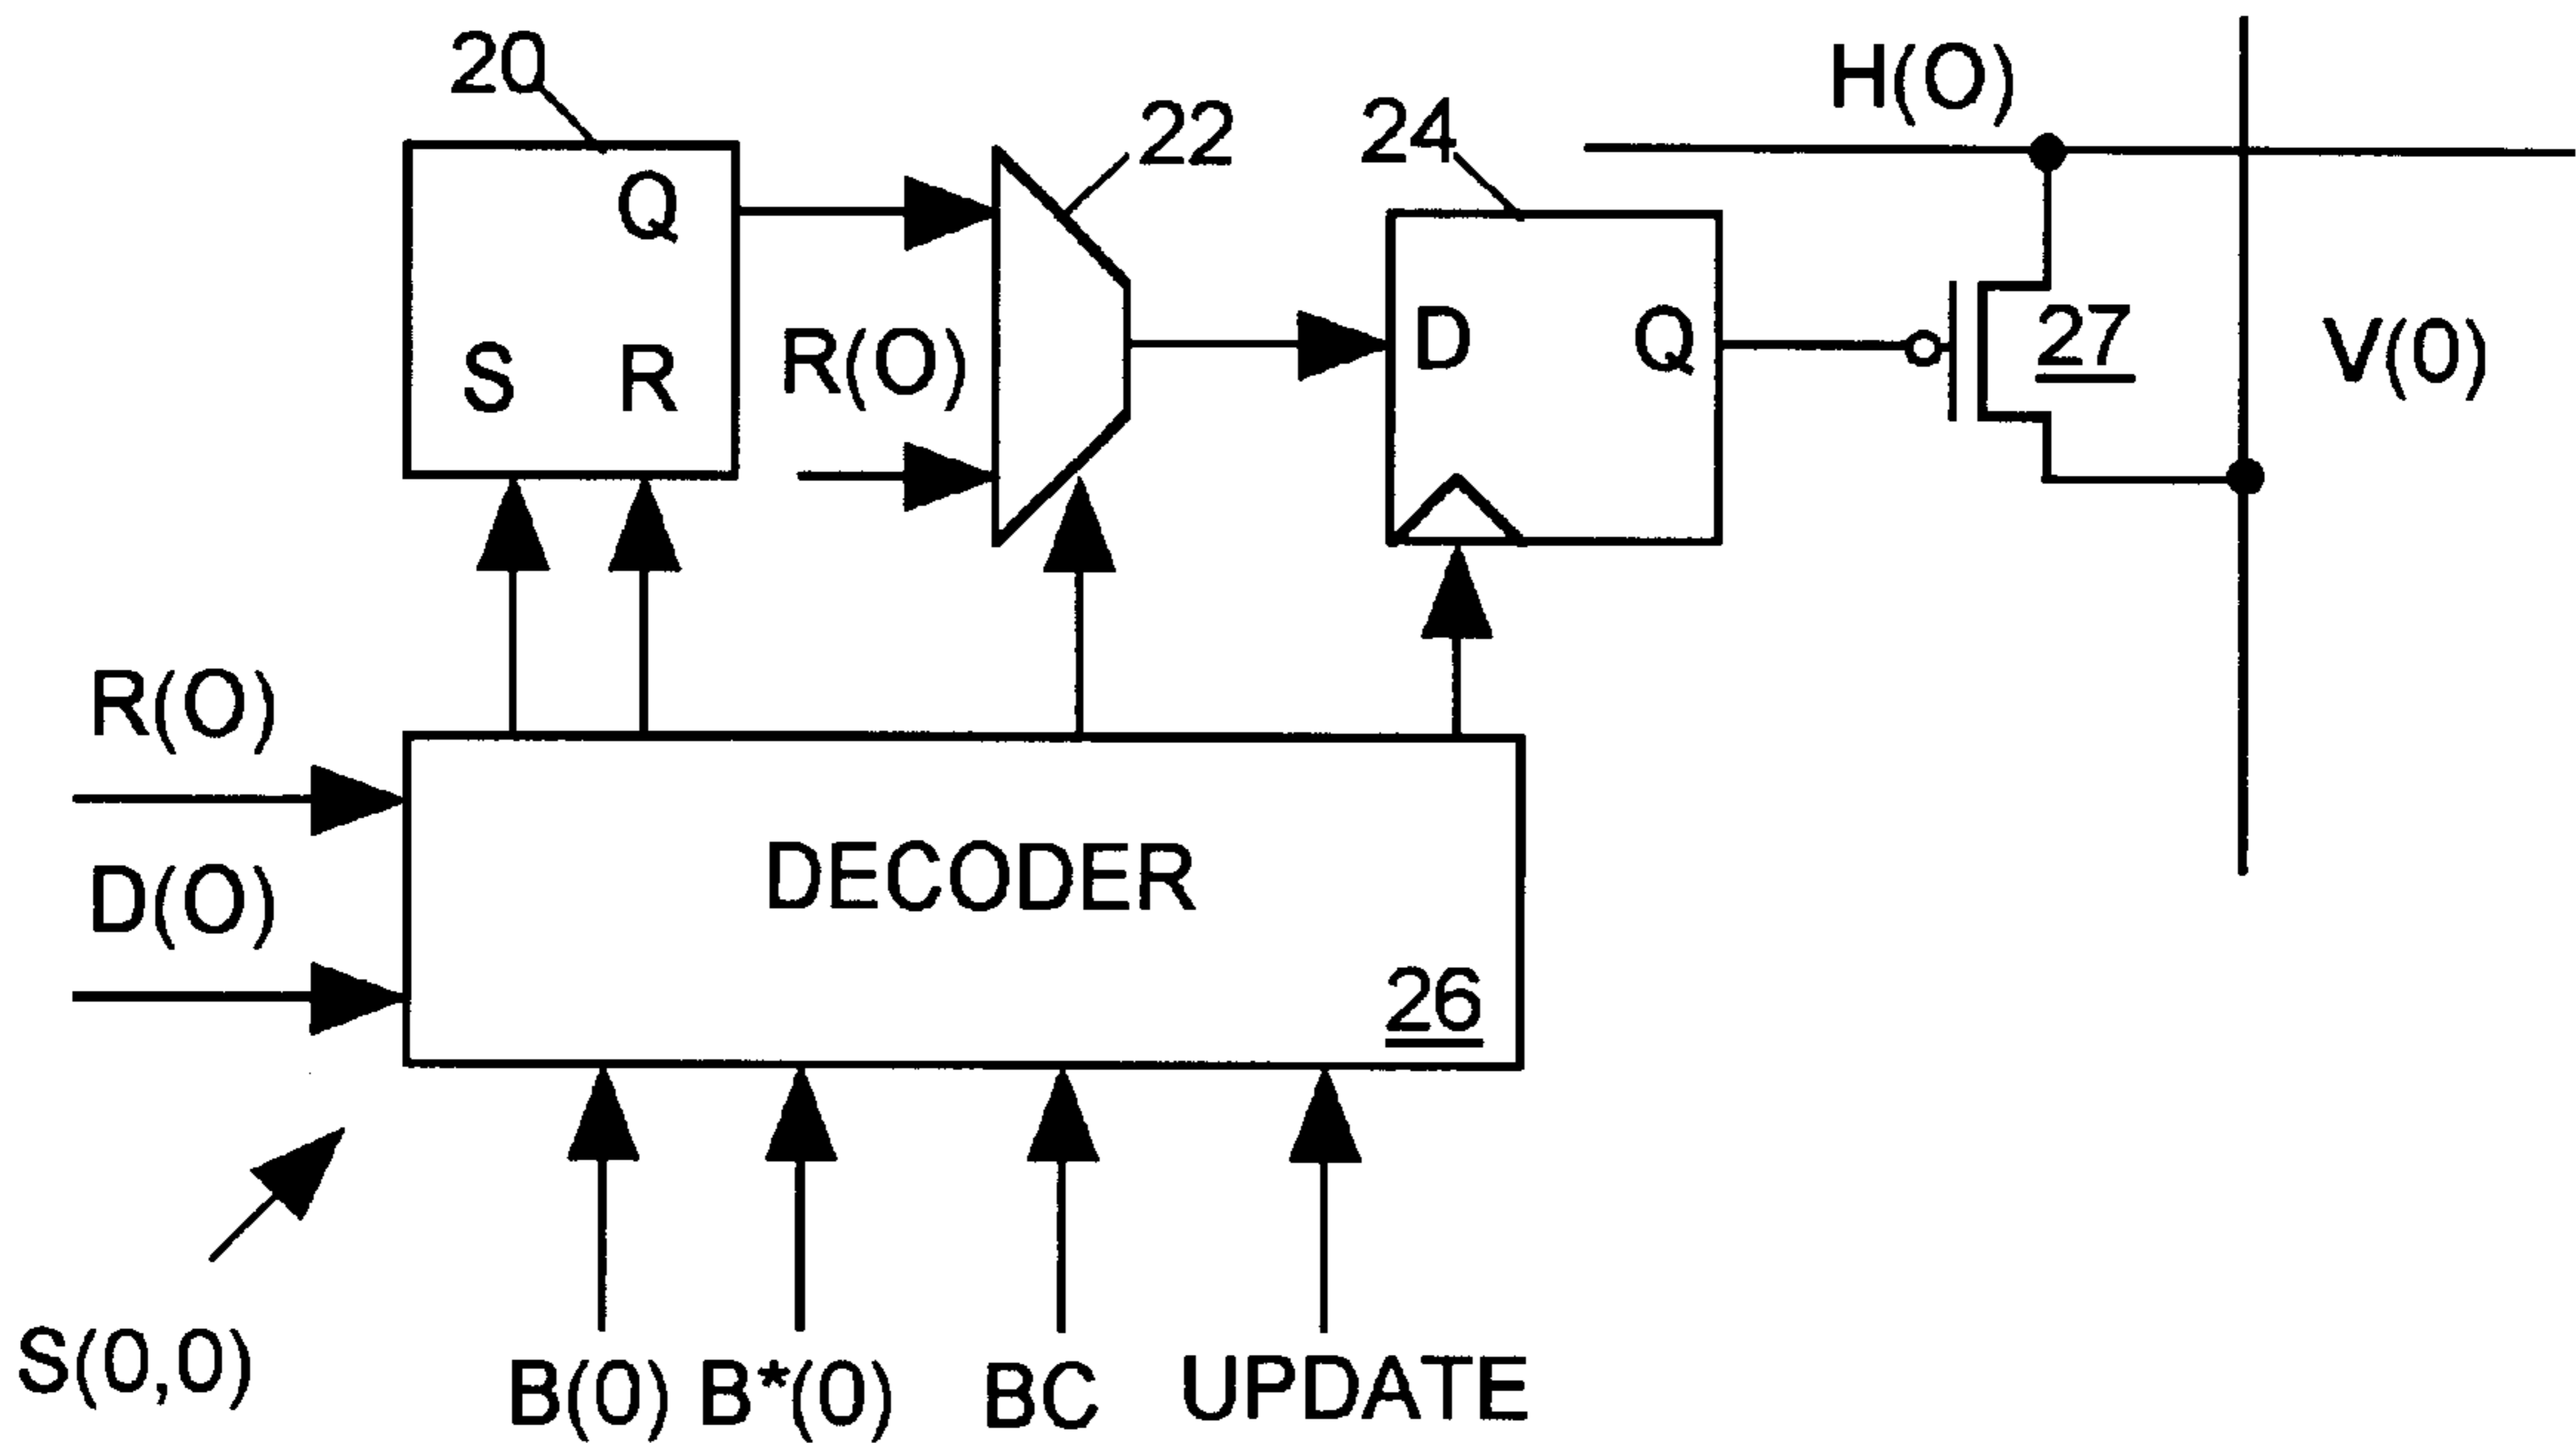 20
H(O)
22
24
Q
S R
R(O)
D Q
27
V(0)
R(O)
D(O)
DECODER
26
S(0,0)
B(0) B*(0) BC UPDATE